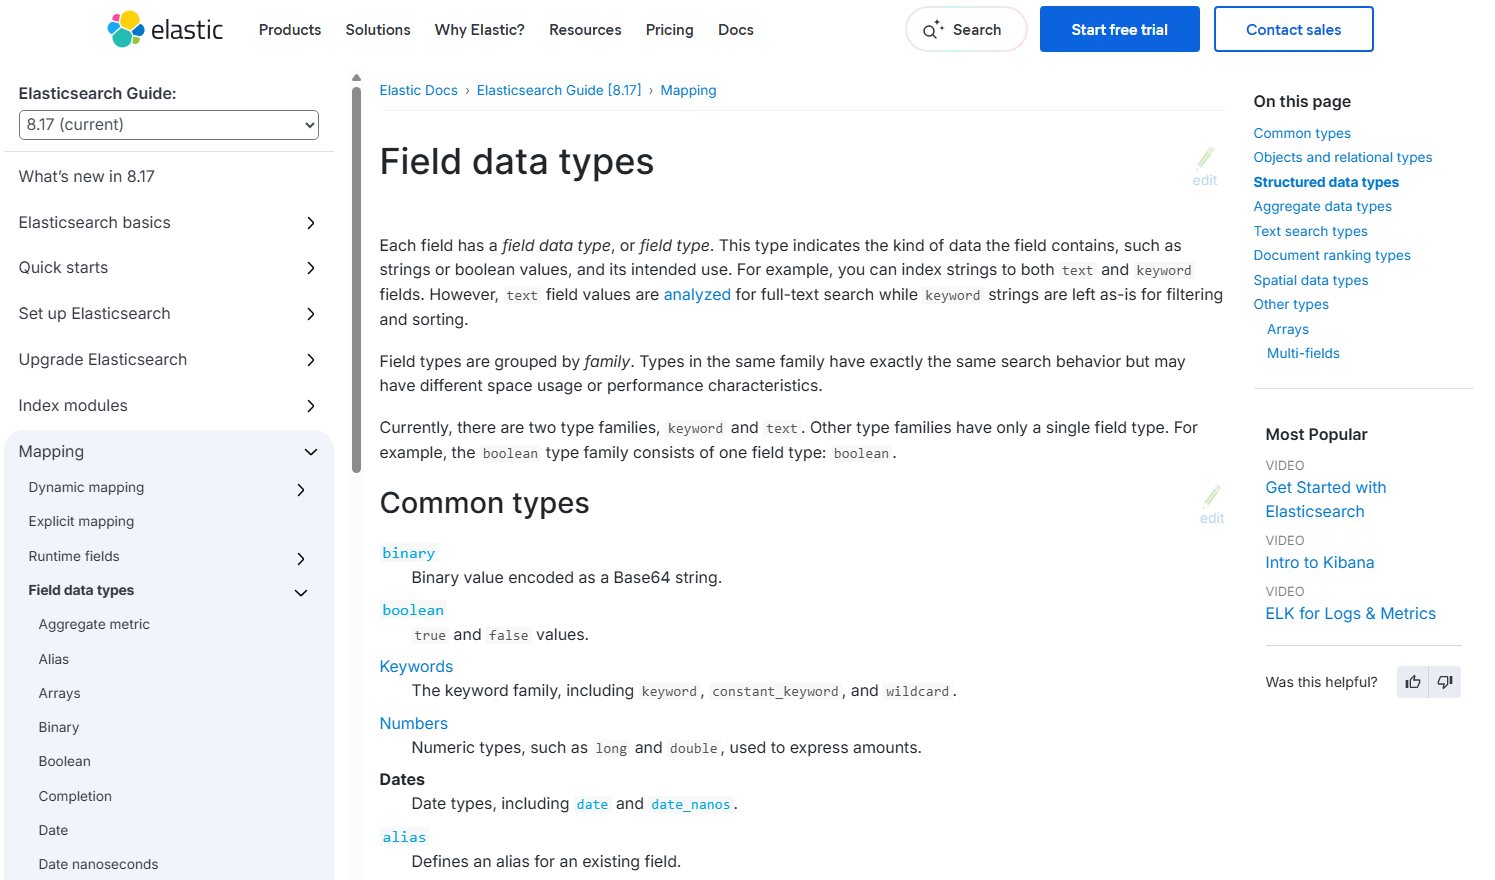 elastic
Products
Solutions
Why Elastic?
Resources
Pricing
Docs
Search
Start free trial
Contact sales
Elasticsearch Guide:
8.17 (current)
What's new in 8.17
Elasticsearch basics
Quick starts
Set up Elasticsearch
Upgrade Elasticsearch
Index modules
Mapping
Dynamic mapping
Explicit mapping
Runtime fields
Field data types
Aggregate metric
Alias
Arrays
Binary
Boolean
Completion
Date
Date nanoseconds
Elastic Docs › Elasticsearch Guide [8.17] › Mapping
Field data types
edit
Each field has a field data type, or field type. This type indicates the kind of data the field contains, such as
strings or boolean values, and its intended use. For example, you can index strings to both text and keyword
fields. However, text field values are analyzed for full-text search while keyword strings are left as-is for filtering
and sorting.
Field types are grouped by family. Types in the same family have exactly the same search behavior but may
have different space usage or performance characteristics.
Currently, there are two type families, keyword and text. Other type families have only a single field type. For
example, the boolean type family consists of one field type: boolean.
Common types
edit
binary
Binary value encoded as a Base64 string.
boolean
true and false values.
Keywords
The keyword family, including keyword, constant_keyword, and wildcard.
Numbers
Numeric types, such as long and double, used to express amounts.
Dates
Date types, including date and date_nanos.
alias
Defines an alias for an existing field.
On this page
Common types
Objects and relational types
Structured data types
Aggregate data types
Text search types
Document ranking types
Spatial data types
Other types
Arrays
Multi-fields
Most Popular
VIDEO
Get Started with
Elasticsearch
VIDEO
Intro to Kibana
VIDEO
ELK for Logs & Metrics
Was this helpful?